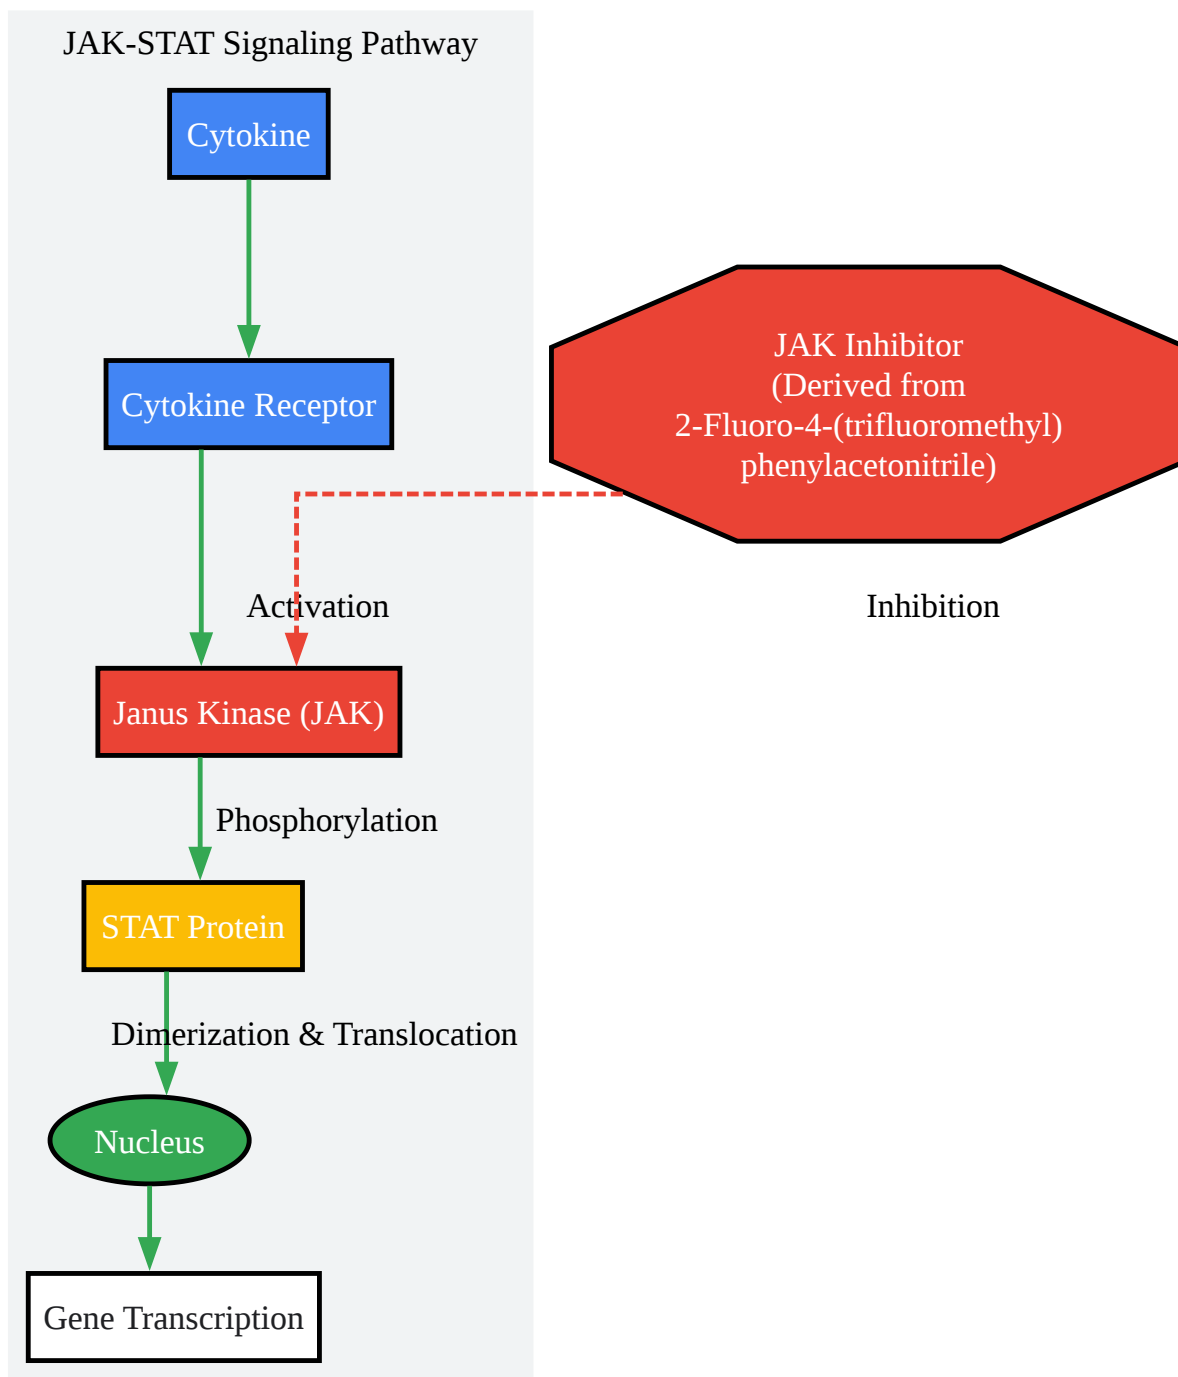 JAK-STAT Signaling Pathway
Cytokine
JAK Inhibitor
(Derived from
2-Fluoro-4-(trifluoromethyl)
phenylacetonitrile)
Cytokine Receptor
Activation
Inhibition
Janus Kinase (JAK)
Phosphorylation
STAT Protein
Dimerization & Translocation
Nucleus
Gene Transcription